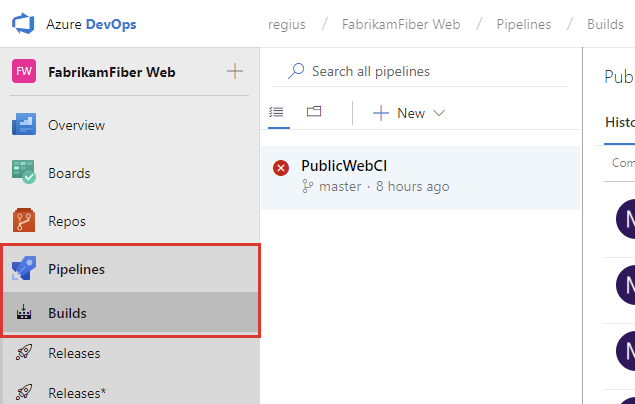 Azure DevOps
regius / FabrikamFiber Web / Pipelines / Builds /
FW FabrikamFiber Web
Overview
Boards
Repos
Pipelines
Builds
Releases
Releases*
Search all pipelines
New
PublicWebCI
master · 8 hours ago
Pub
Histo
Com
N
N
N